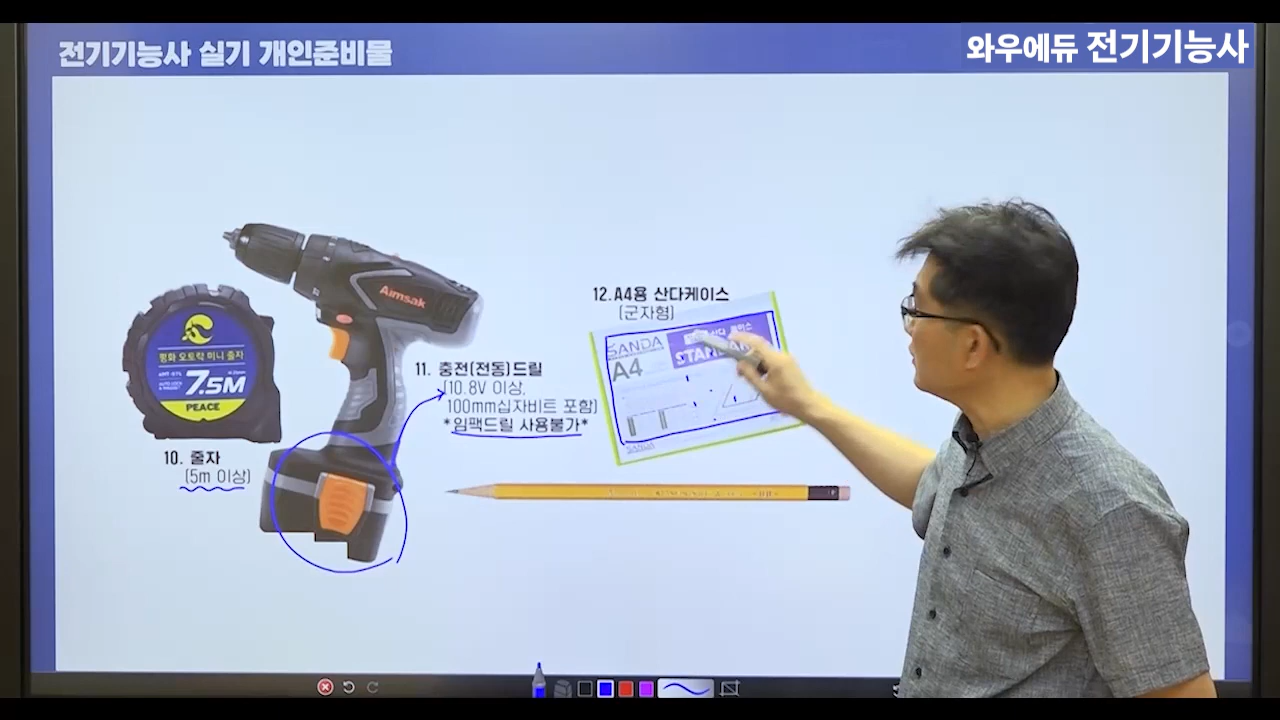 전기기능사 실기 개인준비물
와우에듀 전기기능사
12. A4용 산다케이스
(군자형)
SANDA
A4
STANDARD
SANDA
Aimsak
11. 충전(전동)드릴
(10.8V 이상,
100mm십자비트 포함)
*임팩드릴 사용불가*
평화 오토락 미니 줄자
7.5M
PEACE
10. 줄자
(5m 이상)